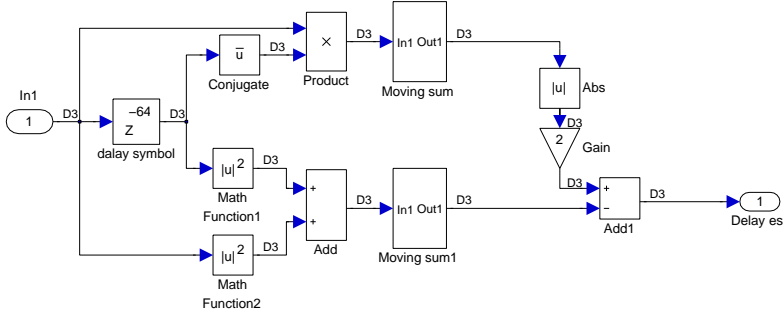 In1
1
D3
Z -64
dalay symbol
D3
u
Conjugate
D3
×
Product
D3
In1 Out1
Moving sum
D3
|u|
Abs
D3
2
Gain
D3
|u| 2
Math
Function1
D3
|u| 2
Math
Function2
D3
+
+
Add
D3
In1 Out1
Moving sum1
D3
+
−
Add1
D3
1
Delay es